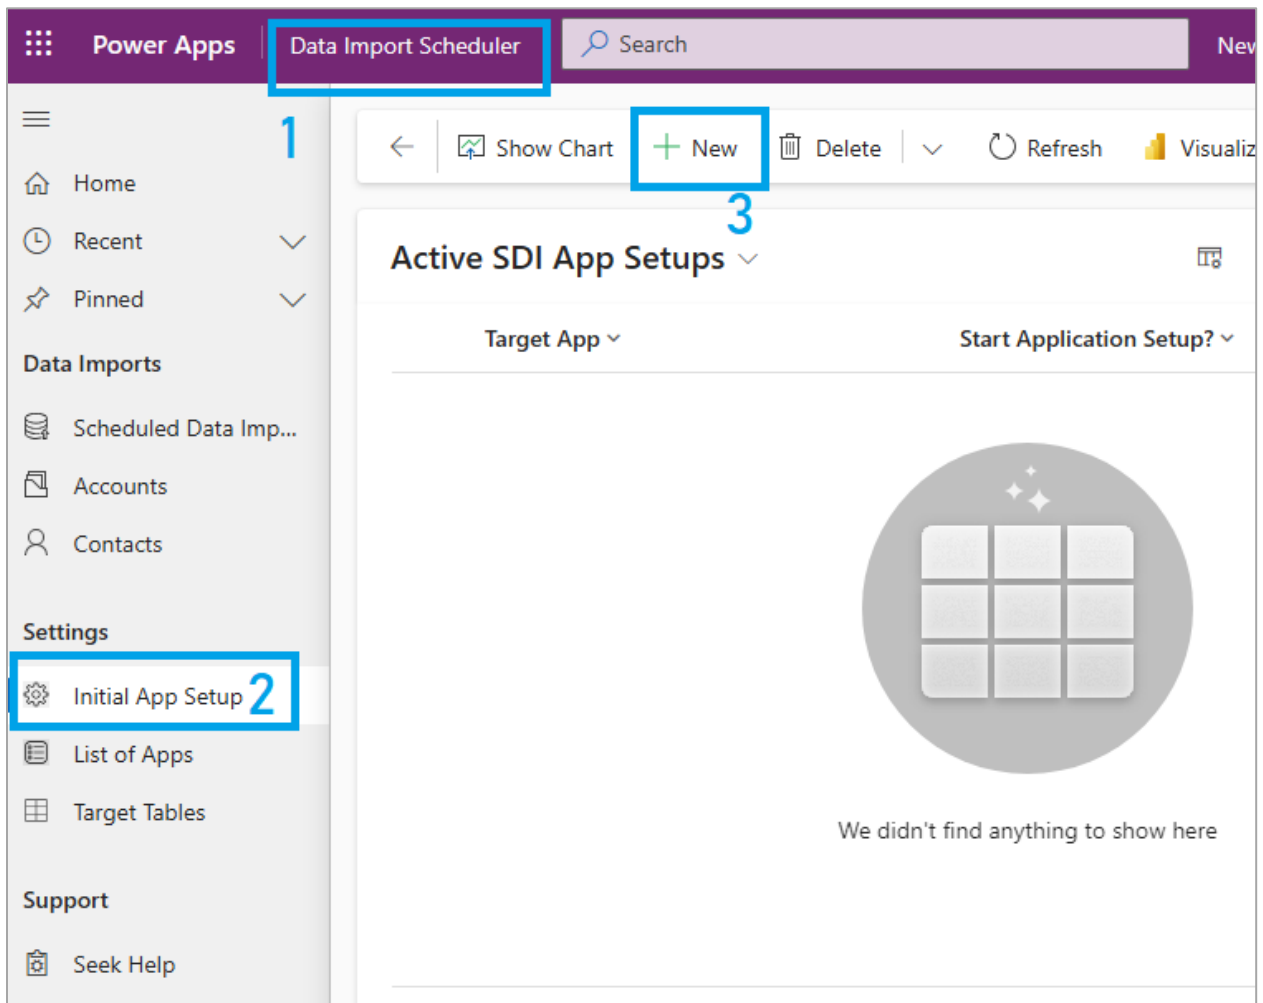 Power Apps
Data Import Scheduler
Search
New
1
Home
Recent
Pinned
Data Imports
Scheduled Data Imp...
Accounts
Contacts
Settings
Initial App Setup
2
List of Apps
Target Tables
Support
Seek Help
Show Chart
New
Delete
Refresh
Visualiz
3
Active SDI App Setups
Target App
Start Application Setup?
We didn't find anything to show here